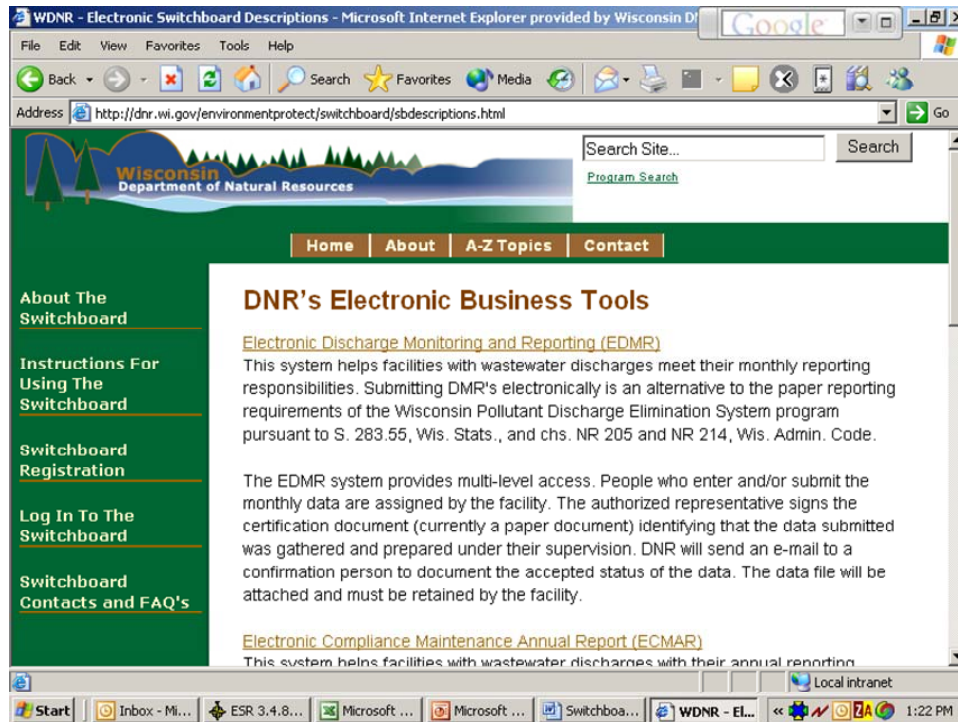 WDNR - Electronic Switchboard Descriptions - Microsoft Internet Explorer provided by Wisconsin
Google
File Edit View Favorites Tools Help
Back Search Favorites Media
Address http://dnr.wi.gov/environmentprotect/switchboard/sbdescriptions.html Go
Wisconsin
Department of Natural Resources
Search Site... Search
Program Search
Home About A-Z Topics Contact
About The
Switchboard
Instructions For
Using The
Switchboard
Switchboard
Registration
Log In To The
Switchboard
Switchboard
Contacts and FAQ's
DNR's Electronic Business Tools
Electronic Discharge Monitoring and Reporting (EDMR)
This system helps facilities with wastewater discharges meet their monthly reporting
responsibilities. Submitting DMR's electronically is an alternative to the paper reporting
requirements of the Wisconsin Pollutant Discharge Elimination System program
pursuant to S. 283.55, Wis. Stats., and chs. NR 205 and NR 214, Wis. Admin. Code.
The EDMR system provides multi-level access. People who enter and/or submit the
monthly data are assigned by the facility. The authorized representative signs the
certification document (currently a paper document) identifying that the data submitted
was gathered and prepared under their supervision. DNR will send an e-mail to a
confirmation person to document the accepted status of the data. The data file will be
attached and must be retained by the facility.
Electronic Compliance Maintenance Annual Report (ECMAR)
This system helps facilities with wastewater discharges with their annual reporting
Local intranet
Start Inbox - Mi... ESR 3.4.8... Microsoft ... Microsoft ... Switchboa... WDNR - El... « 1:22 PM